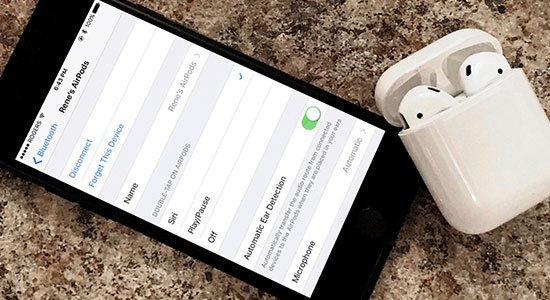 ROGERS 6:43 PM 100%
Bluetooth Rene's AirPods
Disconnect
Forget This Device
Name Rene's AirPods
DOUBLE-TAP ON AIRPODS
Siri
Play/Pause
Off
Automatic Ear Detection
Automatically transfer the audio route from connected
devices to the AirPods when they are placed in your ears
Microphone Automatic